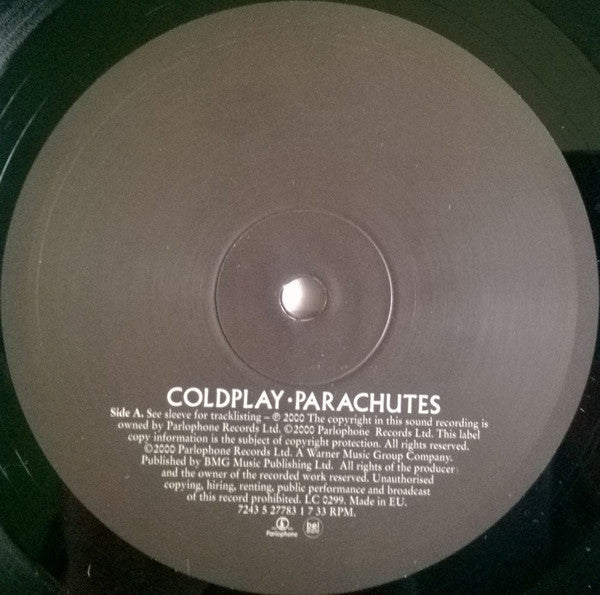 COLDPLAY·PARACHUTES
Side A. See sleeve for tracklisting – ℗ 2000 The copyright in this sound recording is
owned by Parlophone Records Ltd. ©2000 Parlophone Records Ltd. This label
copy information is the subject of copyright protection. All rights reserved.
©2000 Parlophone Records Ltd. A Warner Music Group Company.
Published by BMG Music Publishing Ltd. All rights of the producer
and the owner of the recorded work reserved. Unauthorised
copying, hiring, renting, public performance and broadcast
of this record prohibited. LC 0299. Made in EU.
7243 5 27783 1 7 33 RPM.
Parlophone